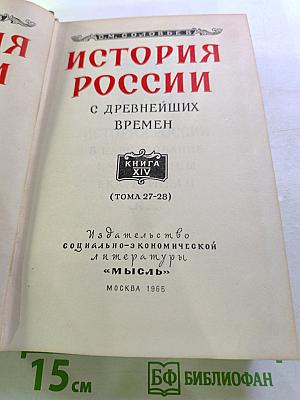 С.М.СОЛОВЬЕВ
ИСТОРИЯ
РОССИИ
С ДРЕВНЕЙШИХ
ВРЕМЕН
КНИГА
XIV
(ТОМА 27-28)
Издательство
социально-экономической
литературы
«МЫСЛЬ»
МОСКВА 1965
ИЯ
И
15 см
БФ БИБЛИОФАН